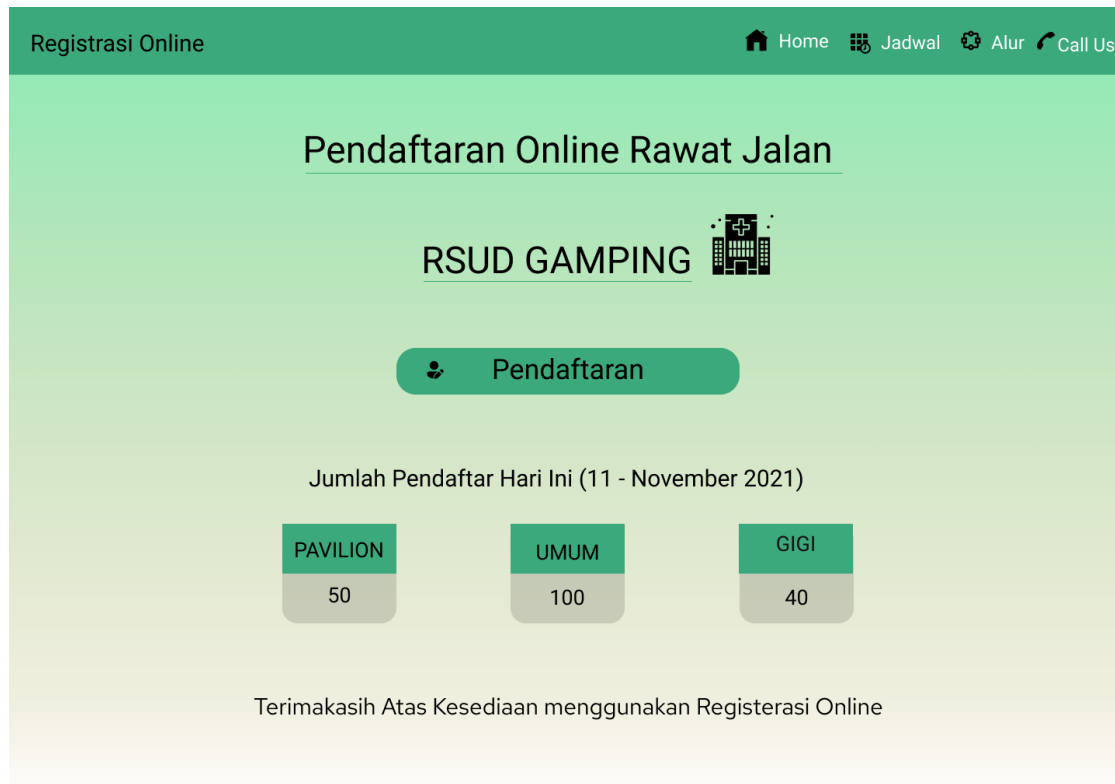 Registrasi Online
Home Jadwal Alur Call Us
Pendaftaran Online Rawat Jalan
RSUD GAMPING
Pendaftaran
Jumlah Pendaftar Hari Ini (11 - November 2021)
PAVILION UMUM GIGI
50 100 40
Terimakasih Atas Kesediaan menggunakan Registerasi Online